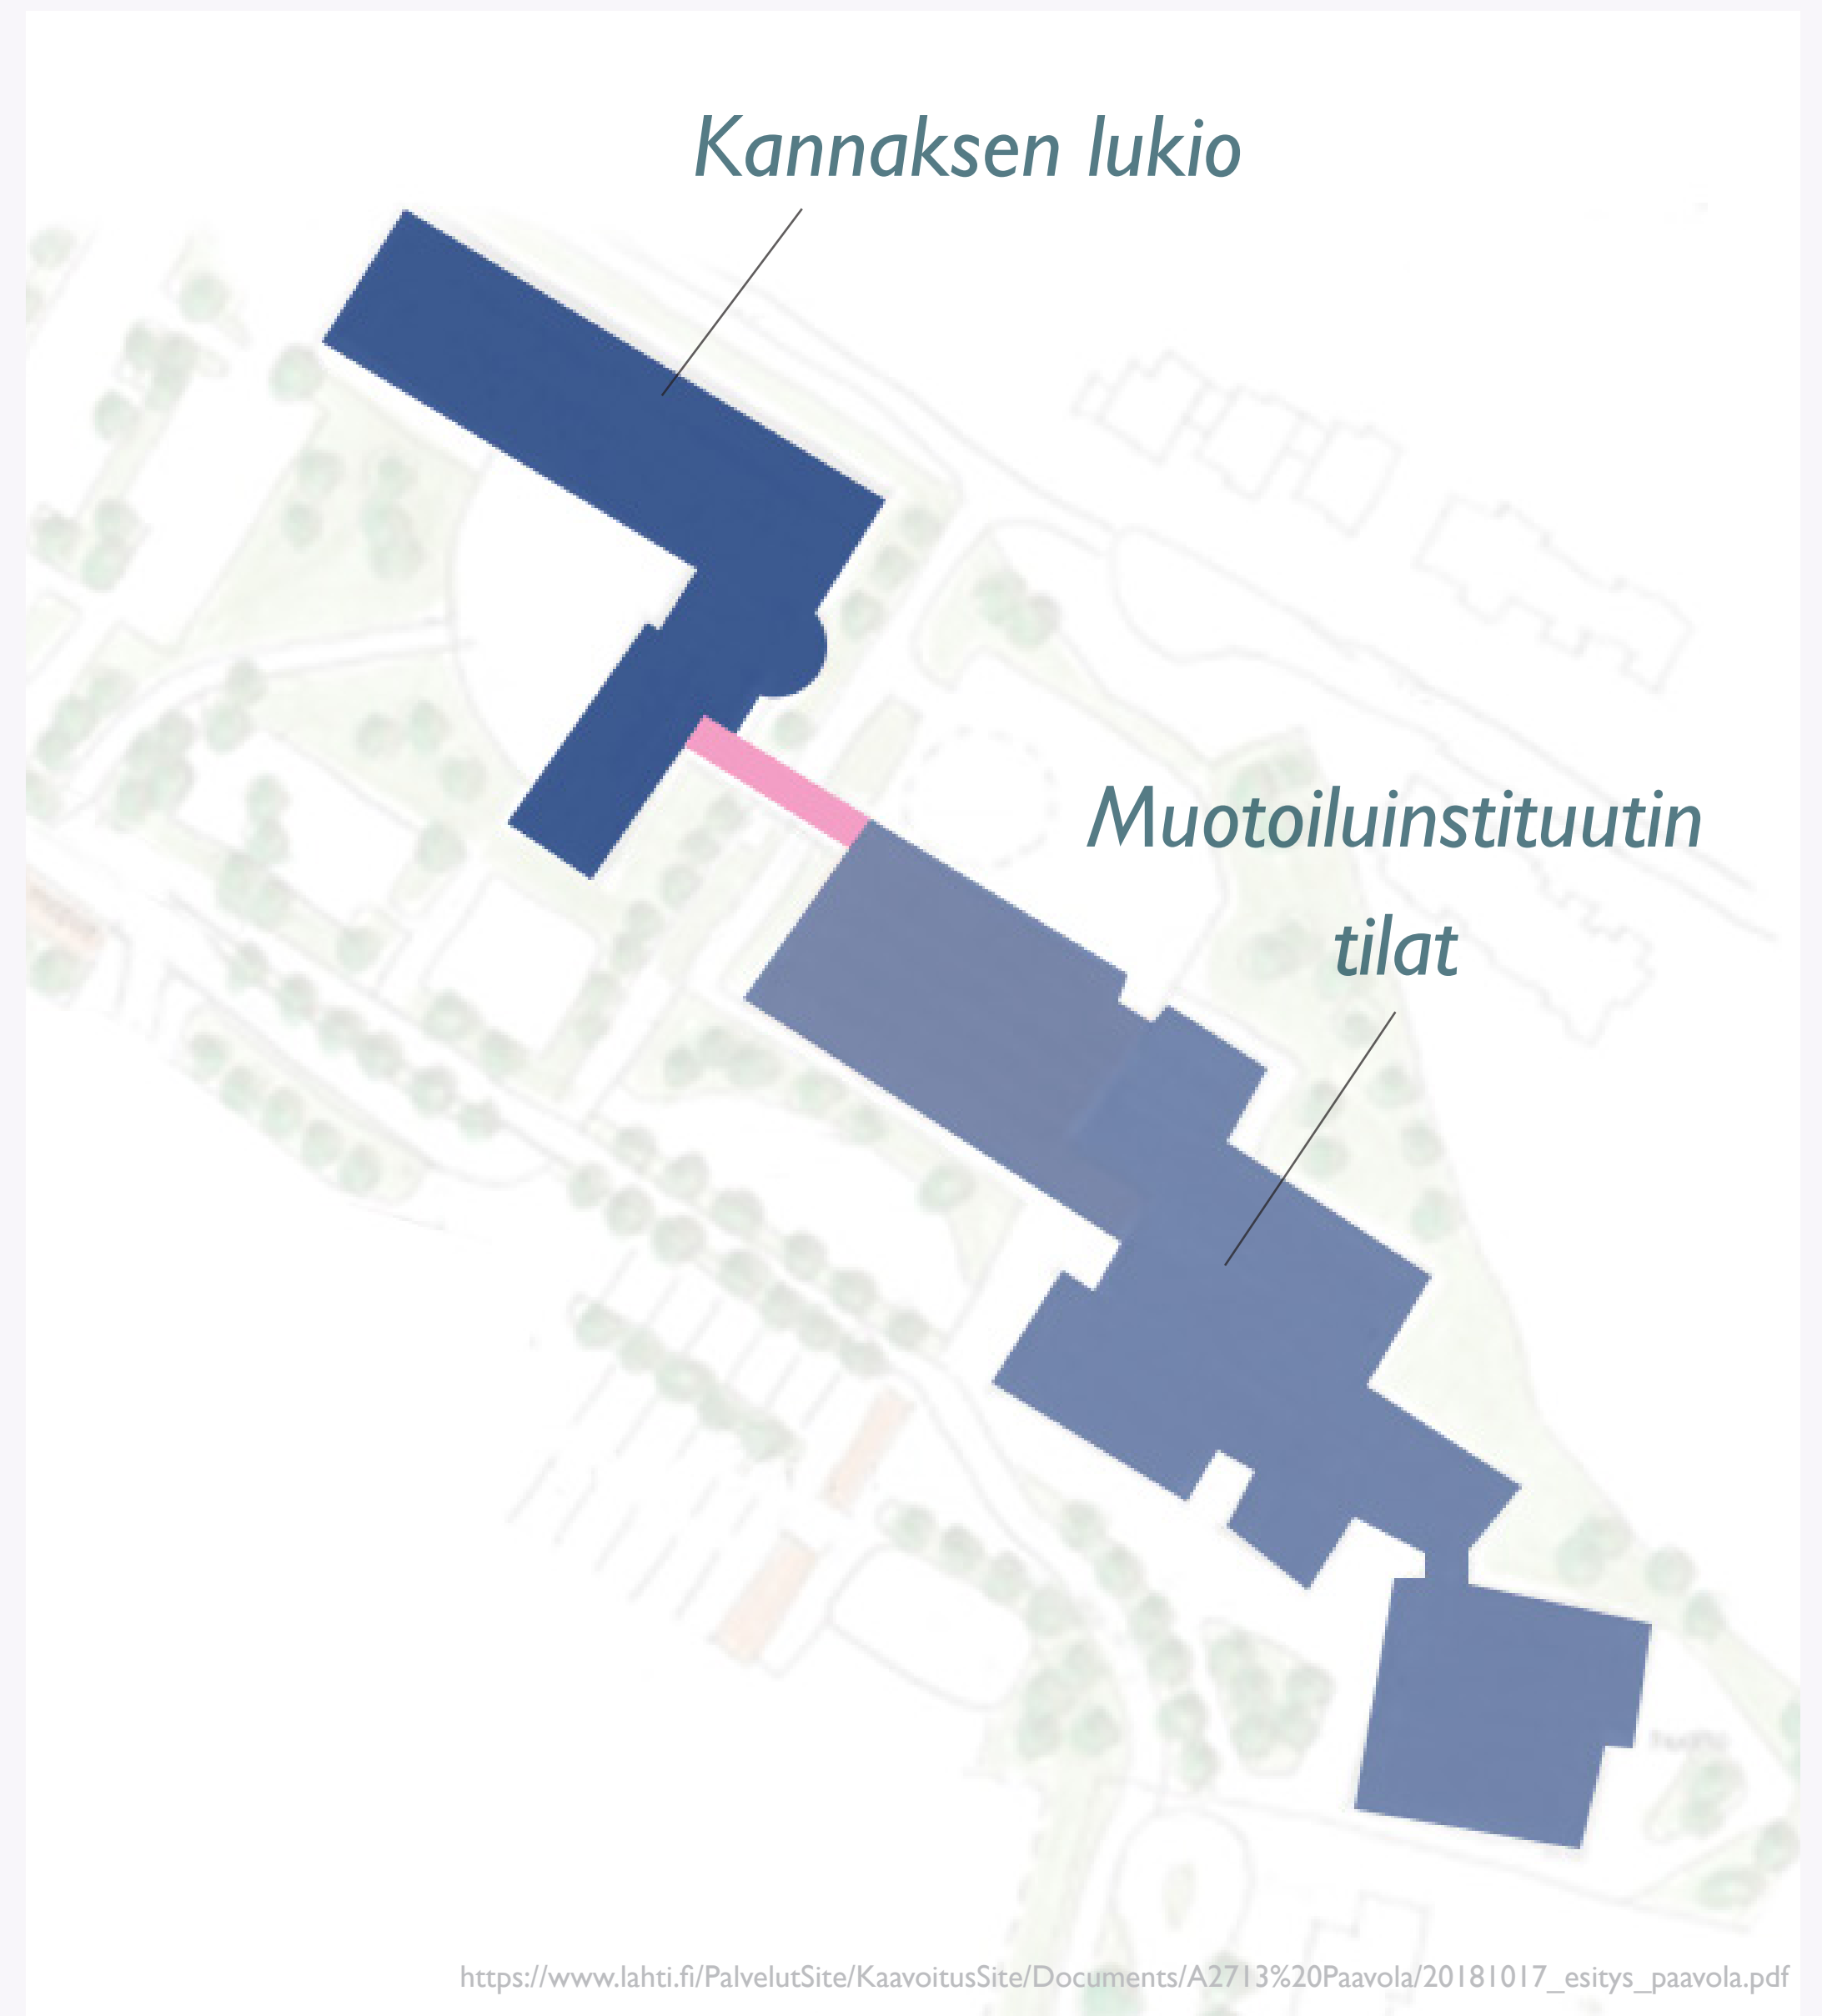 Kannaksen lukio
Muotoiluinstituutin
tilat
https://www.lahti.fi/PalvelutSite/KaavoitusSite/Documents/A2713%20Paavola/20181017_esitys_paavola.pdf